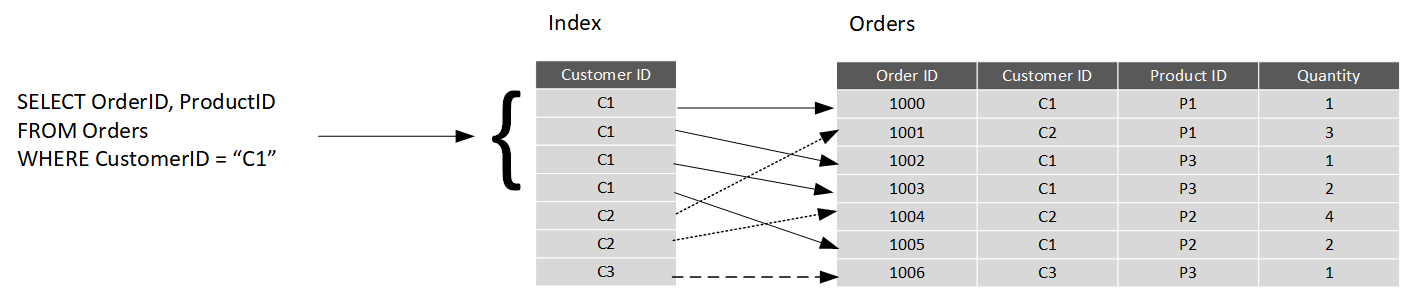 Index
Orders
SELECT OrderID, ProductID
FROM Orders
WHERE CustomerID = “C1”
{
Customer ID
C1
C1
C1
C1
C2
C2
C3
Order ID Customer ID Product ID Quantity
1000 C1 P1 1
1001 C2 P1 3
1002 C1 P3 1
1003 C1 P3 2
1004 C2 P2 4
1005 C1 P2 2
1006 C3 P3 1